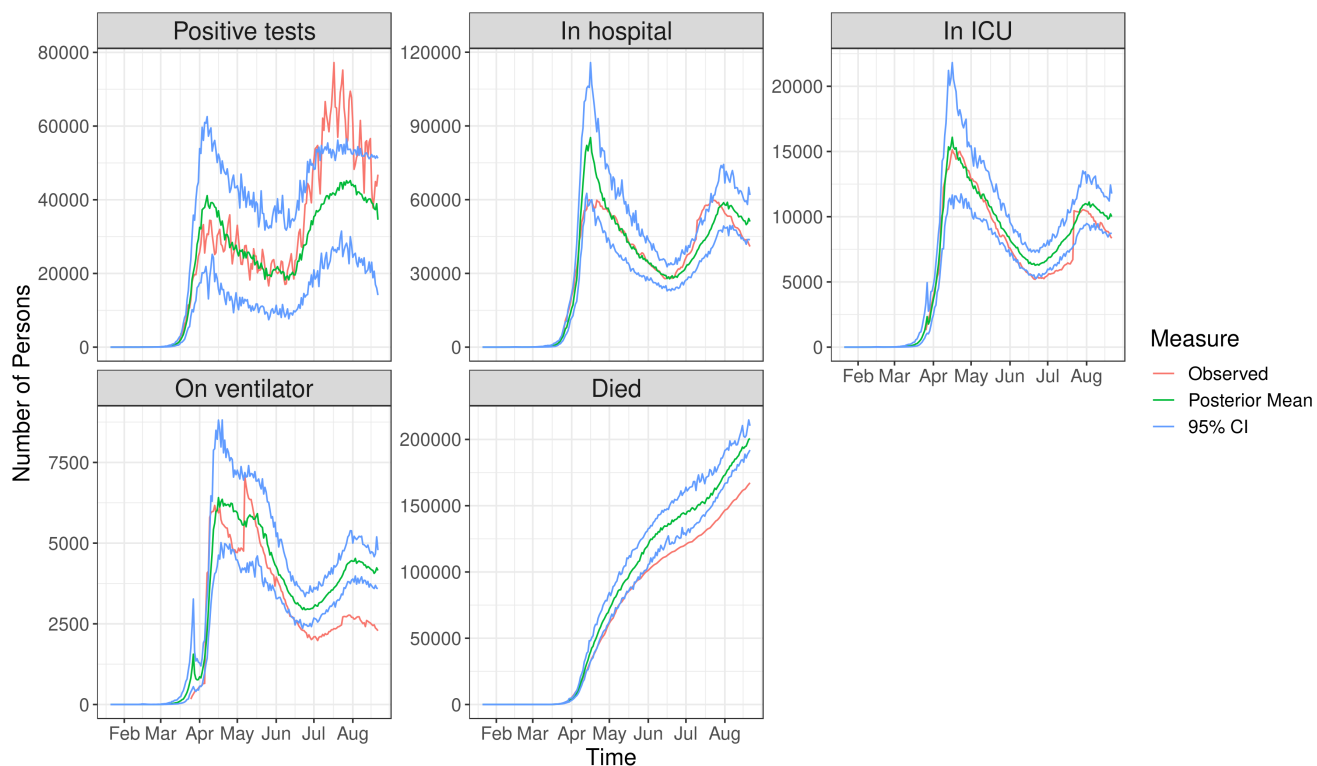 Positive tests
In hospital
In ICU
80000
60000
40000
20000
0
120000
90000
60000
30000
0
20000
15000
10000
5000
0
Feb Mar Apr May Jun Jul Aug
On ventilator
Died
7500
5000
2500
0
200000
150000
100000
50000
0
Feb Mar Apr May Jun Jul Aug
Feb Mar Apr May Jun Jul Aug
Number of Persons
Time
Measure
Observed
Posterior Mean
95% CI